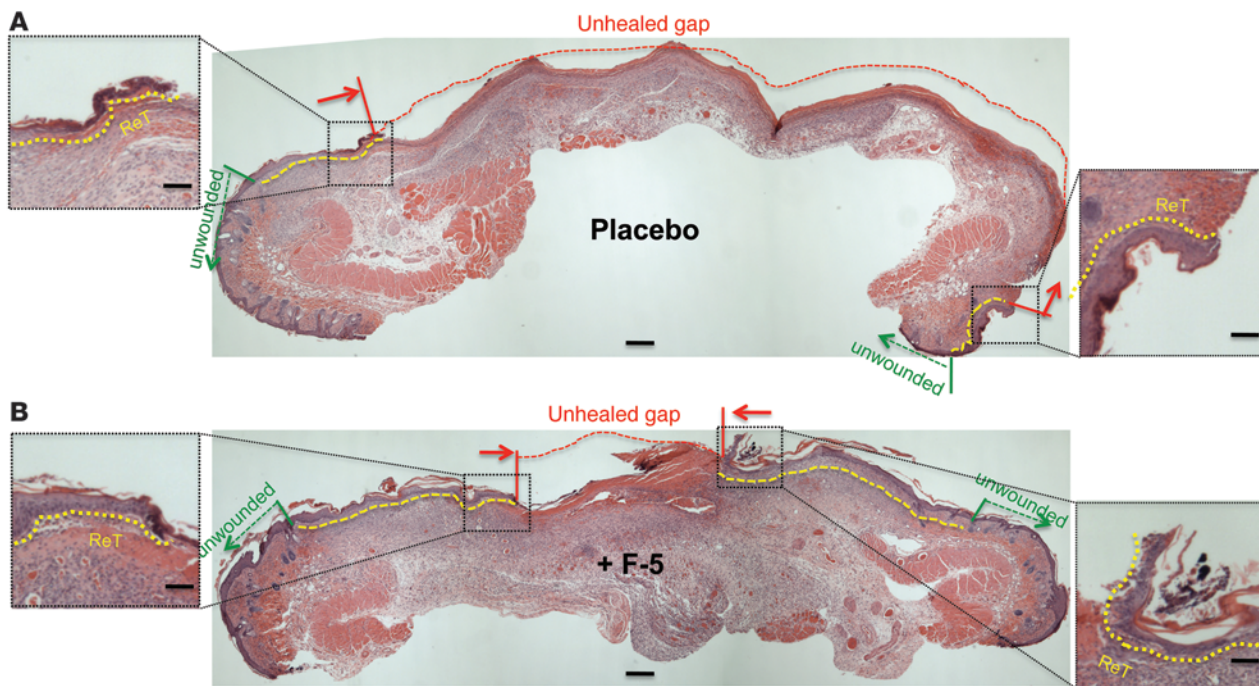 A
Unhealed gap
ReT
unwounded
Placebo
ReT
unwounded
B
Unhealed gap
ReT
unwounded
+ F-5
unwounded
ReT